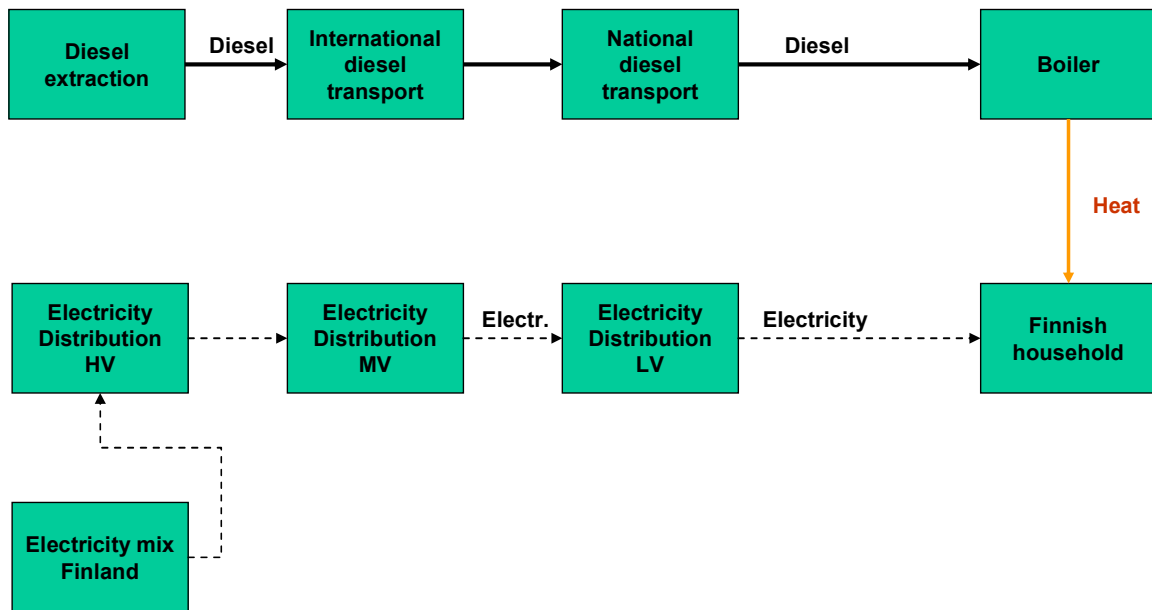 Diesel
extraction
Diesel
International
diesel
transport
National
diesel
transport
Diesel
Boiler
Heat
Electricity
Distribution
HV
Electricity
Distribution
MV
Electr.
Electricity
Distribution
LV
Electricity
Finnish
household
Electricity mix
Finland